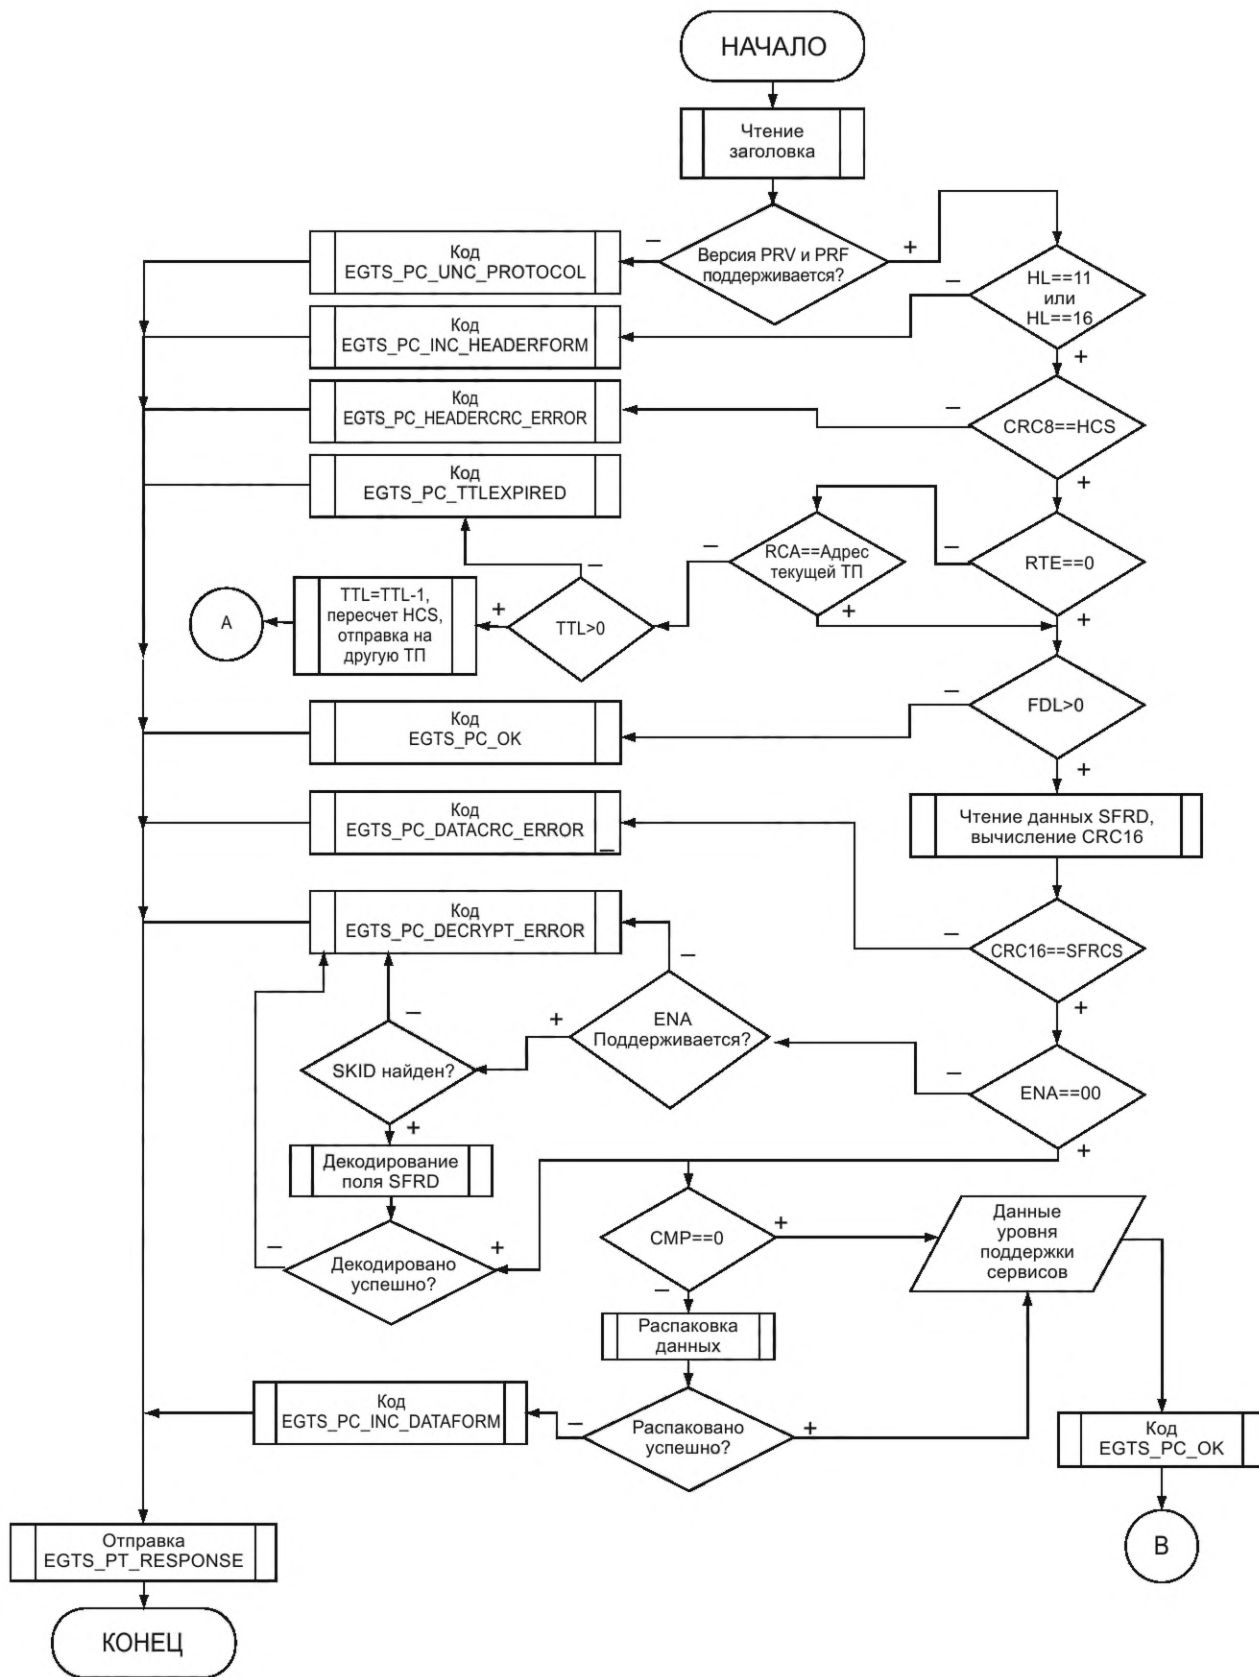 НАЧАЛО
Чтение
заголовка
Версия PRV и PRF
поддерживается?
–
+
Код
EGTS_PC_UNC_PROTOCOL
HL==11
или
HL==16
–
+
Код
EGTS_PC_INC_HEADERFORM
Код
EGTS_PC_HEADERCRC_ERROR
CRC8==HCS
–
+
Код
EGTS_PC_TTLEXPIRED
RCA==Адрес
текущей ТП
–
+
RTE==0
–
+
A
TTL=TTL-1,
пересчет HCS,
отправка на
другую ТП
TTL>0
–
+
FDL>0
–
+
Код
EGTS_PC_OK
Код
EGTS_PC_DATACRC_ERROR
–
Чтение данных SFRD,
вычисление CRC16
Код
EGTS_PC_DECRYPT_ERROR
CRC16==SFRCS
–
+
ENA
Поддерживается?
–
+
SKID найден?
–
+
ENA==00
–
+
Декодирование
поля SFRD
CMP==0
+
–
Данные
уровня
поддержки
сервисов
Декодировано
успешно?
–
+
Распаковка
данных
Код
EGTS_PC_INC_DATAFORM
Распаковано
успешно?
–
+
Код
EGTS_PC_OK
Отправка
EGTS_PT_RESPONSE
B
КОНЕЦ